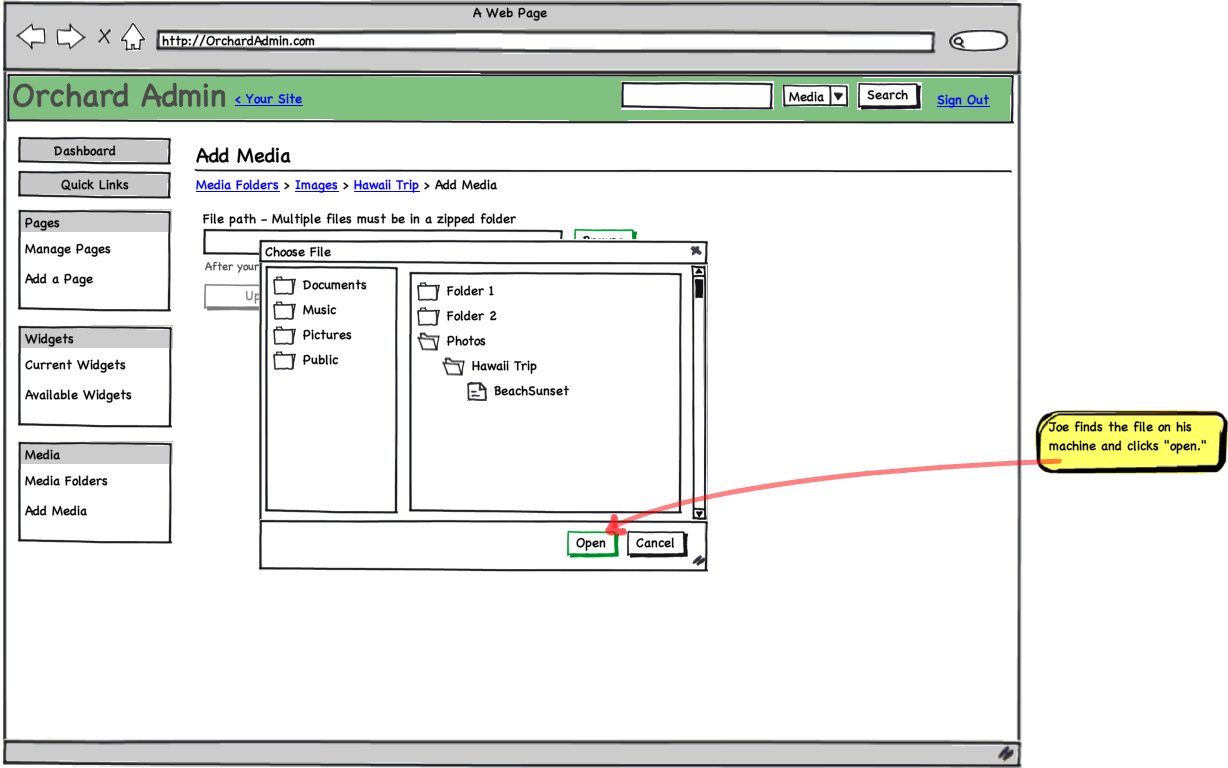 A Web Page
http://OrchardAdmin.com
Orchard Admin < Your Site Media Search Sign Out
Dashboard
Quick Links
Pages
Manage Pages
Add a Page
Widgets
Current Widgets
Available Widgets
Media
Media Folders
Add Media
Add Media
Media Folders > Images > Hawaii Trip > Add Media
File path - Multiple files must be in a zipped folder
After your
Up
Choose File
Documents
Music
Pictures
Public
Folder 1
Folder 2
Photos
Hawaii Trip
BeachSunset
Open Cancel
Joe finds the file on his
machine and clicks "open."